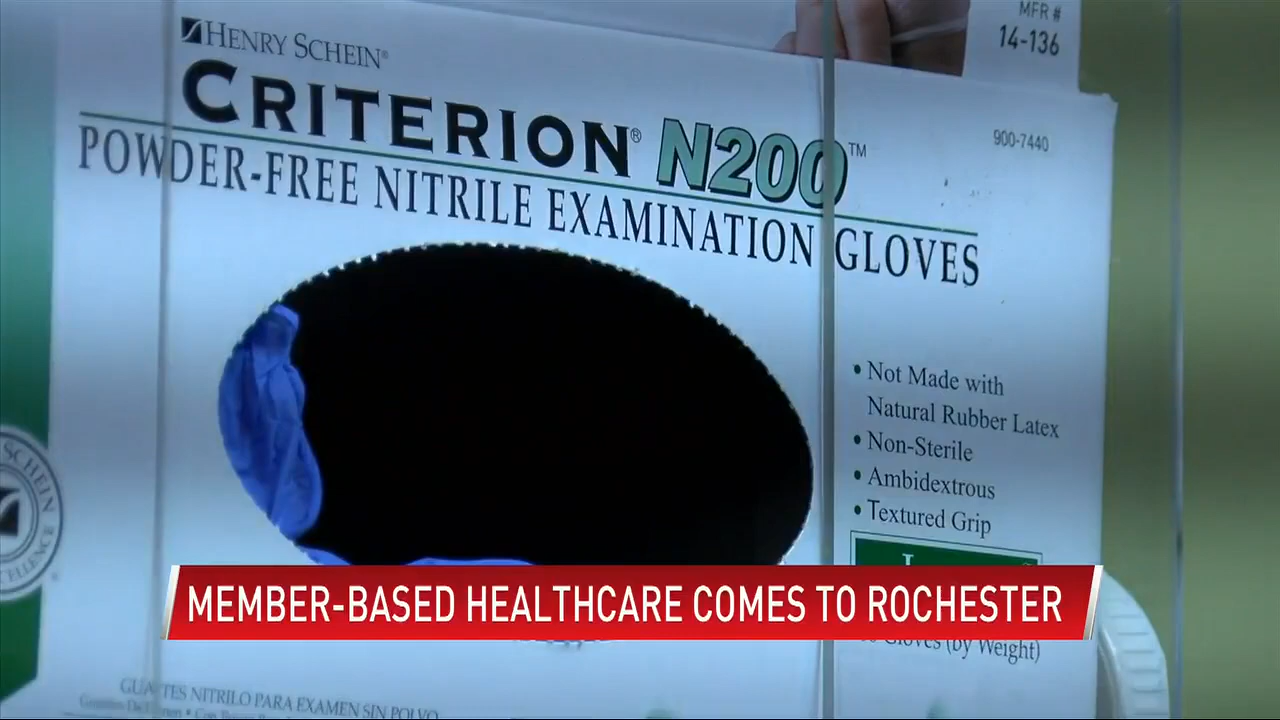 MFR #
14-136
HENRY SCHEIN®
CRITERION® N200™
900-7440
POWDER-FREE NITRILE EXAMINATION GLOVES
• Not Made with
Natural Rubber Latex
• Non-Sterile
• Ambidextrous
• Textured Grip
SCHEIN
MEMBER-BASED HEALTHCARE COMES TO ROCHESTER
Gloves (by Weight)
NITRILO PARA EXAMEN SIN POLVO